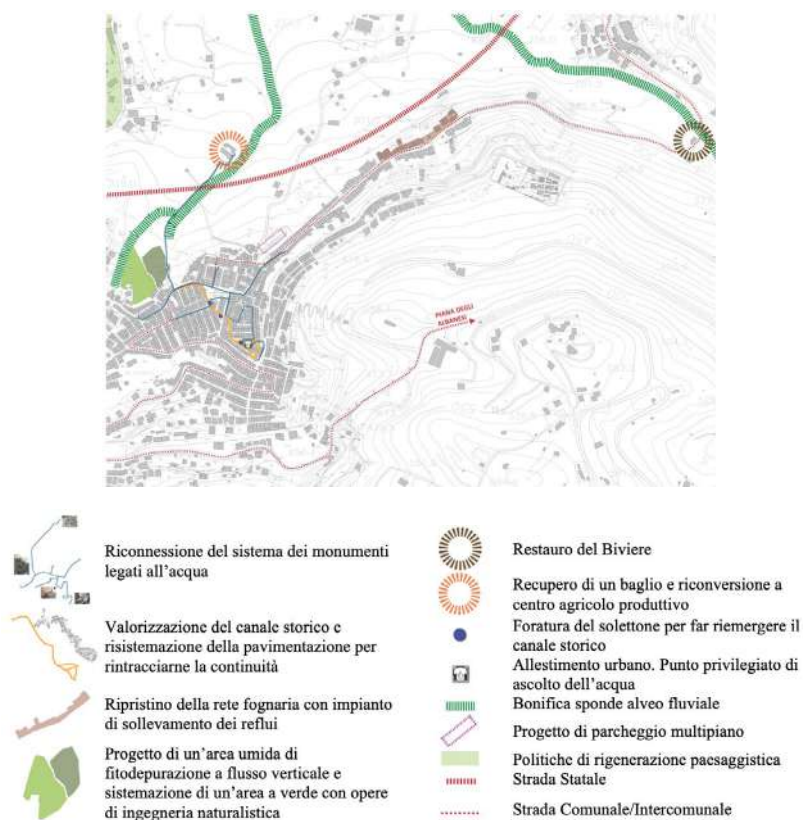 PIANA DEGLI
ALBANESI
Riconnessione del sistema dei monumenti
legati all'acqua
Valorizzazione del canale storico e
risistemazione della pavimentazione per
rintracciarne la continuità
Ripristino della rete fognaria con impianto
di sollevamento dei reflui
Progetto di un'area umida di
fitodepurazione a flusso verticale e
sistemazione di un'area a verde con opere
di ingegneria naturalistica
Restauro del Biviere
Recupero di un baglio e riconversione a
centro agricolo produttivo
Foratura del solettone per far riemergere il
canale storico
Allestimento urbano. Punto privilegiato di
ascolto dell'acqua
Bonifica sponde alveo fluviale
Progetto di parcheggio multipiano
Politiche di rigenerazione paesaggistica
Strada Statale
Strada Comunale/Intercomunale